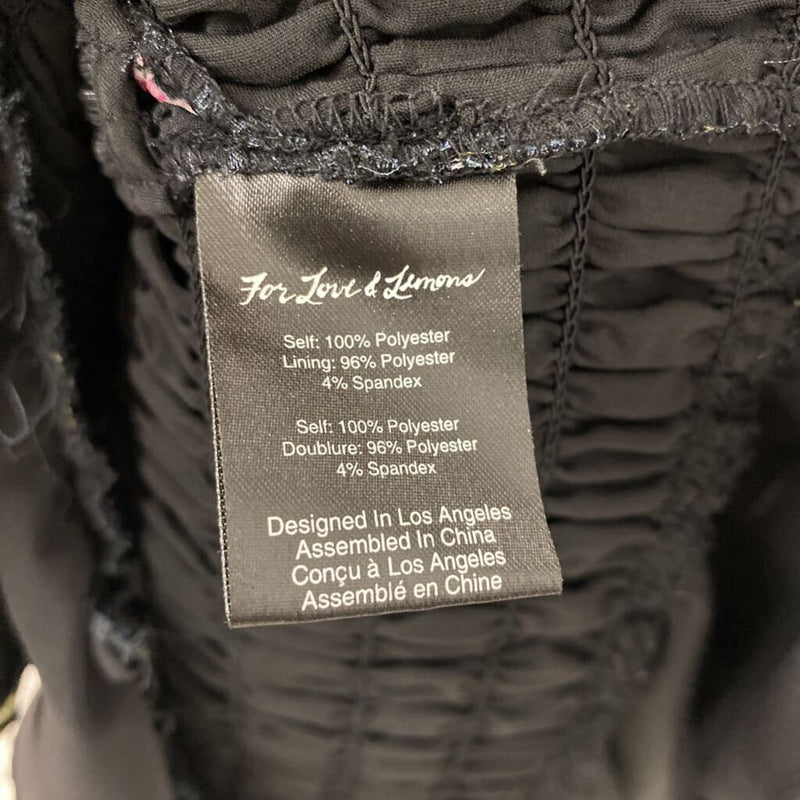 For Love & Lemons
Self: 100% Polyester
Lining: 96% Polyester
4% Spandex
Self: 100% Polyester
Doublure: 96% Polyester
4% Spandex
Designed In Los Angeles
Assembled In China
Conçu à Los Angeles
Assemblé en Chine